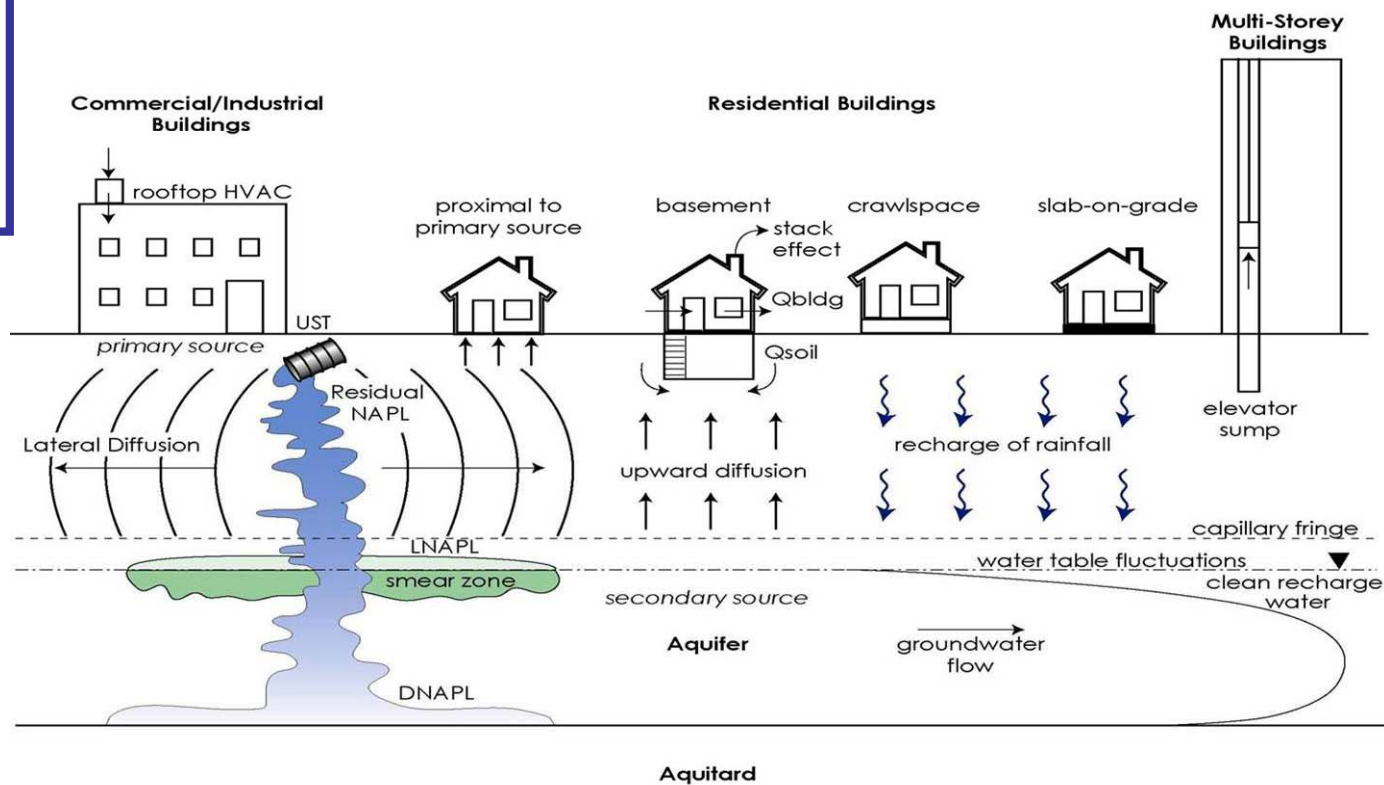 Multi-Storey
Buildings
Commercial/Industrial
Buildings
Residential Buildings
rooftop HVAC
proximal to
primary source
basement
stack
effect
crawlspace
slab-on-grade
Qbldg
UST
primary source
Qsoil
Residual
NAPL
elevator
sump
Lateral Diffusion
upward diffusion
recharge of rainfall
capillary fringe
LNAPL
water table fluctuations
smear zone
clean recharge
water
secondary source
Aquifer
groundwater
flow
DNAPL
Aquitard